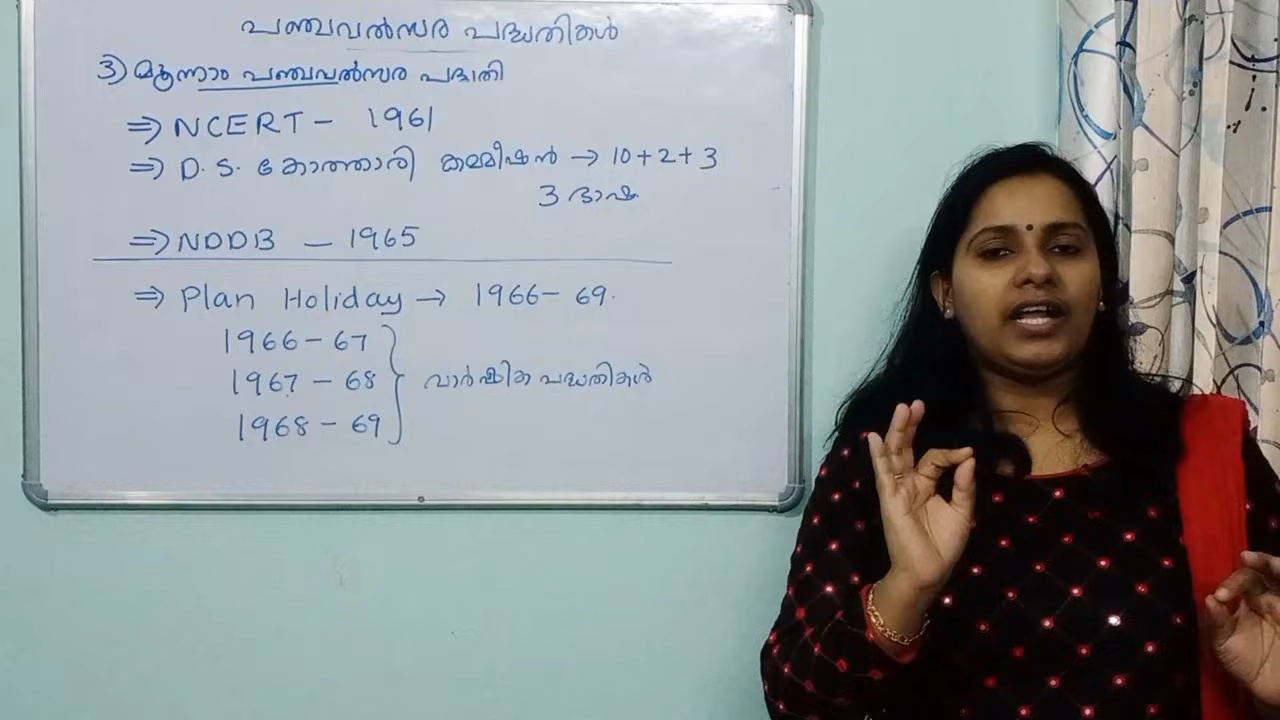 പഞ്ചവൽസര പദ്ധതികൾ
3) മൂന്നാം പഞ്ചവൽസര പദ്ധതി
⇒ NCERT - 1961
⇒ D. S. കോത്താരി കമ്മീഷൻ → 10+2+3
3 ഭാഷ
⇒ NDDB - 1965
⇒ Plan Holiday → 1966-69.
1966-67
1967-68 } വാർഷിക പദ്ധതികൾ
1968-69